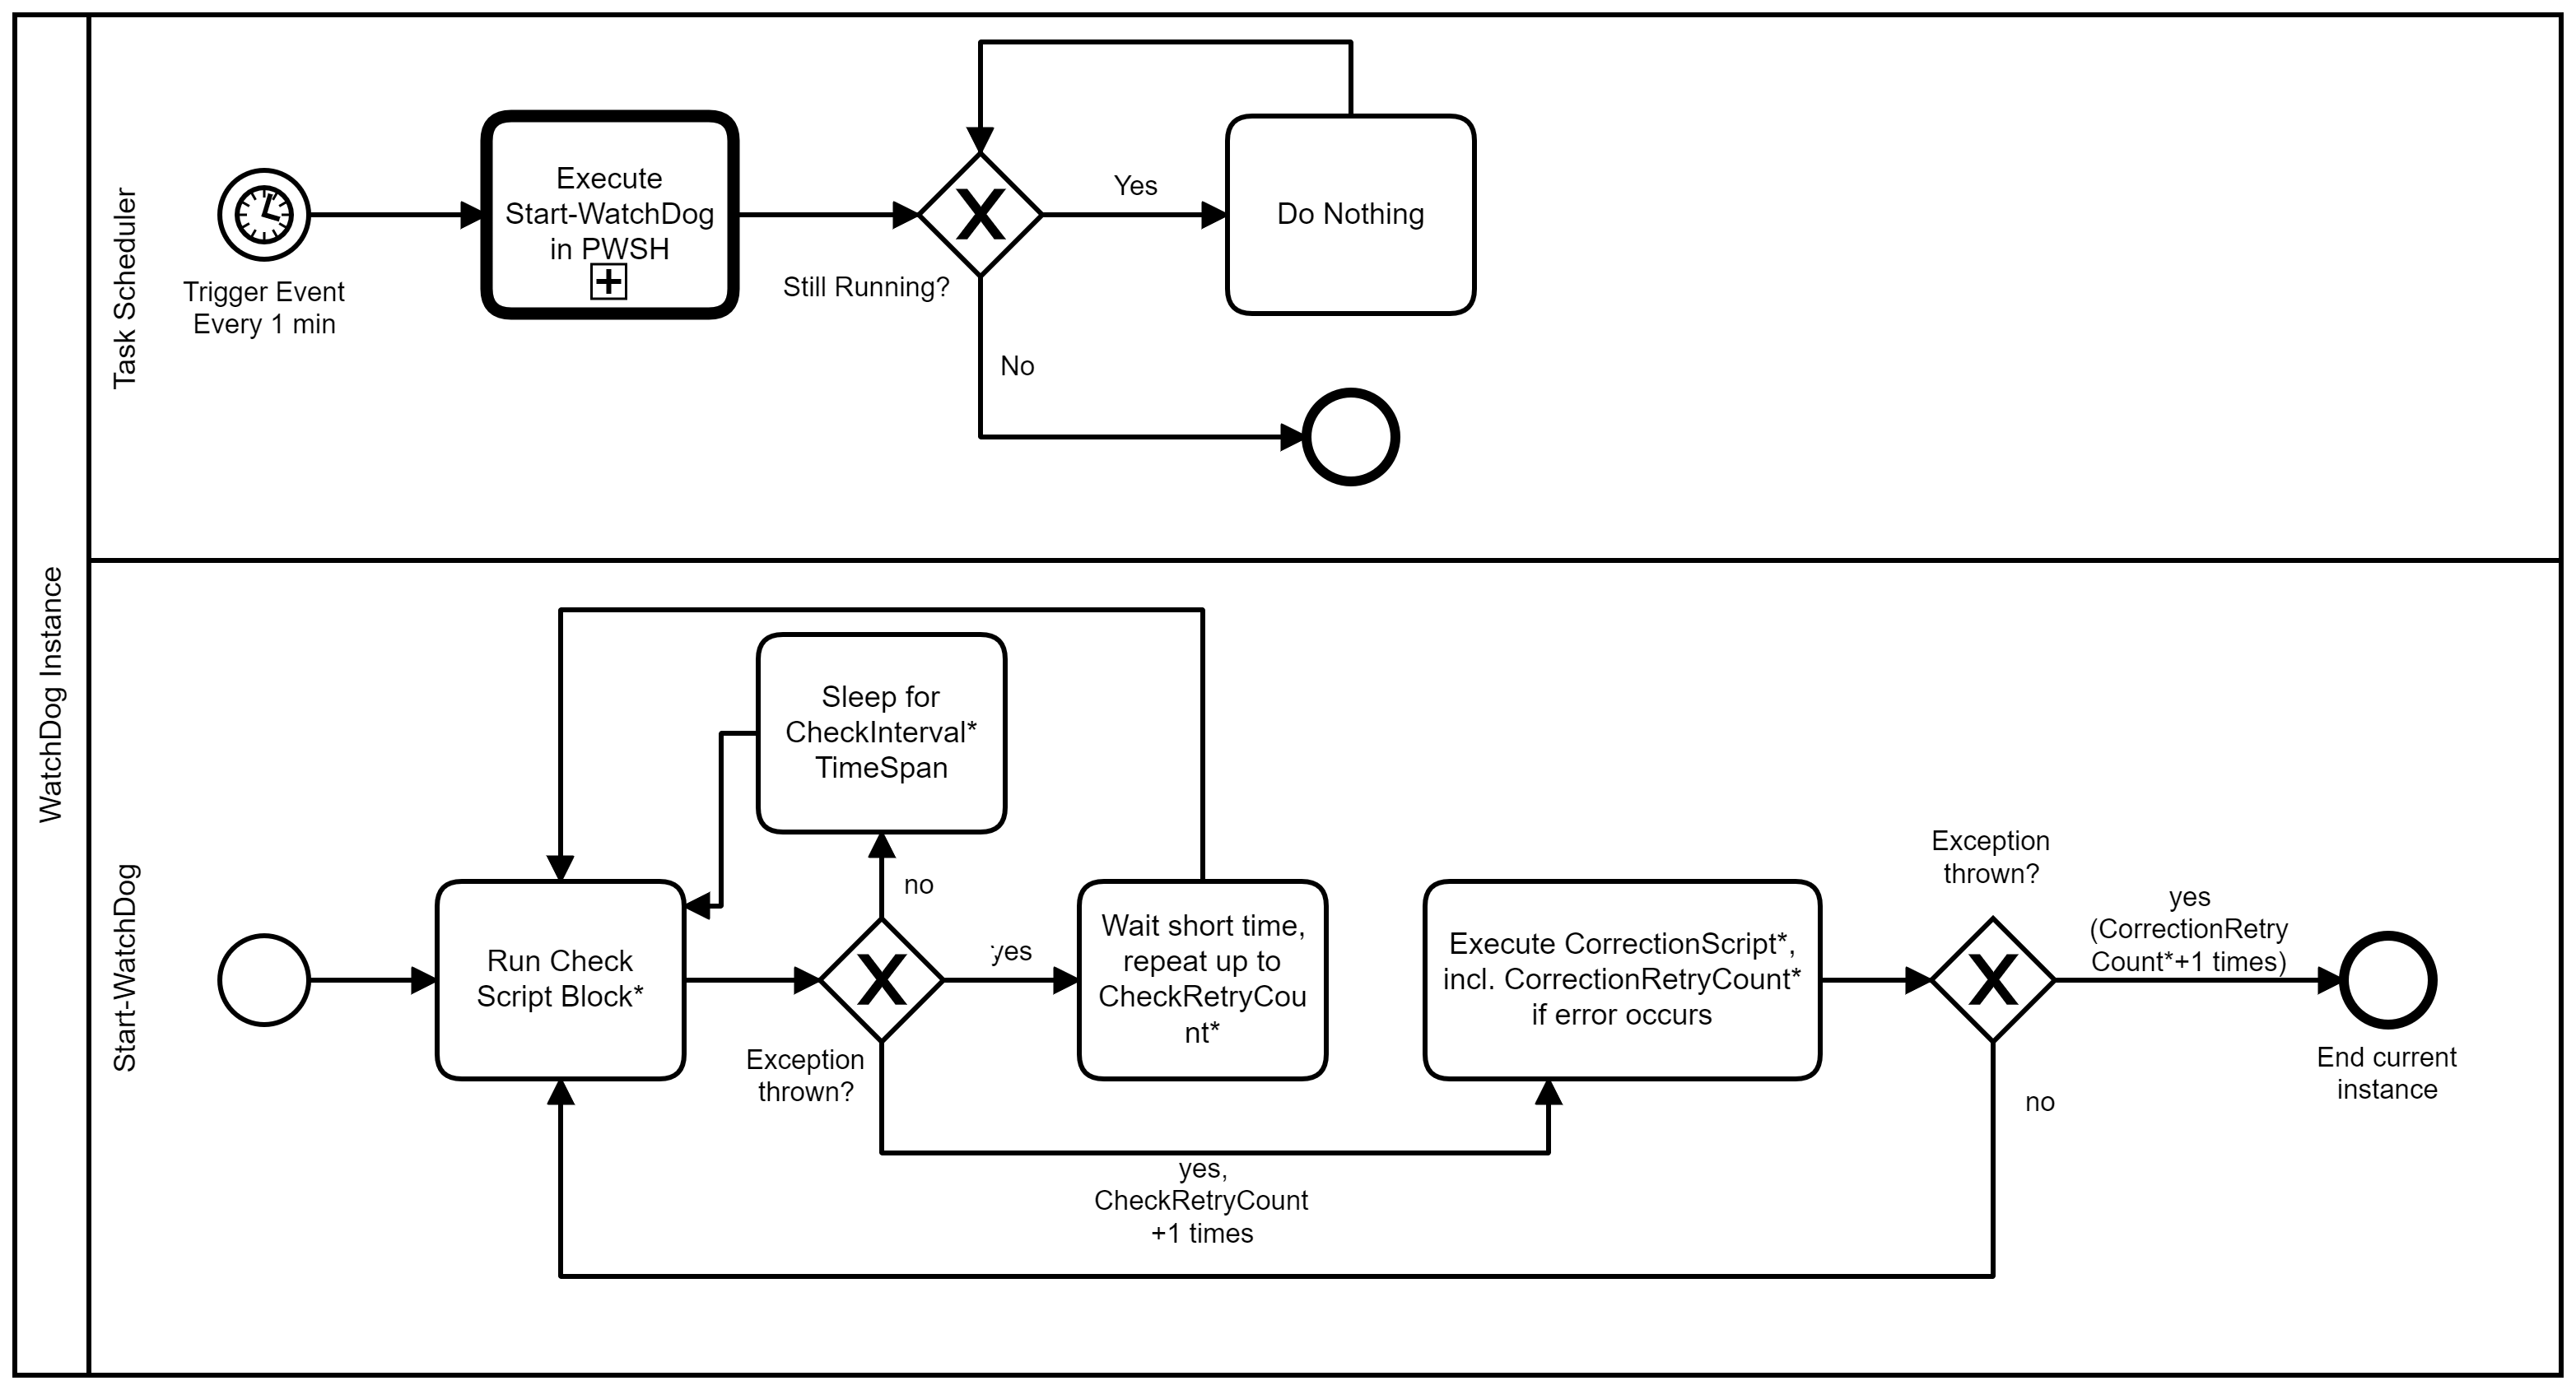 WatchDog Instance
Task Scheduler
Trigger Event
Every 1 min
Execute
Start-WatchDog
in PWSH
Still Running?
X
Yes
Do Nothing
No
Start-WatchDog
Run Check
Script Block*
Sleep for
CheckInterval*
TimeSpan
no
X
Exception
thrown?
yes
Wait short time,
repeat up to
CheckRetryCou
nt*
yes,
CheckRetryCount
+1 times
Execute CorrectionScript*,
incl. CorrectionRetryCount*
if error occurs
Exception
thrown?
X
yes
(CorrectionRetry
Count*+1 times)
no
End current
instance